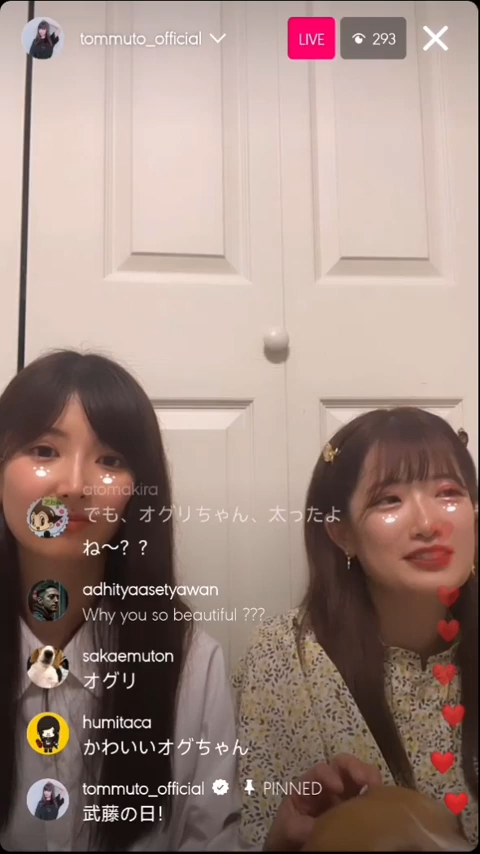 tommuto_official
LIVE
293
atomakira
でも、オグリちゃん、太ったよ
ね〜？？
adhityaasetyawan
Why you so beautiful ???
sakaemuton
オグリ
humitaca
かわいいオグちゃん
tommuto_official PINNED
武藤の日!